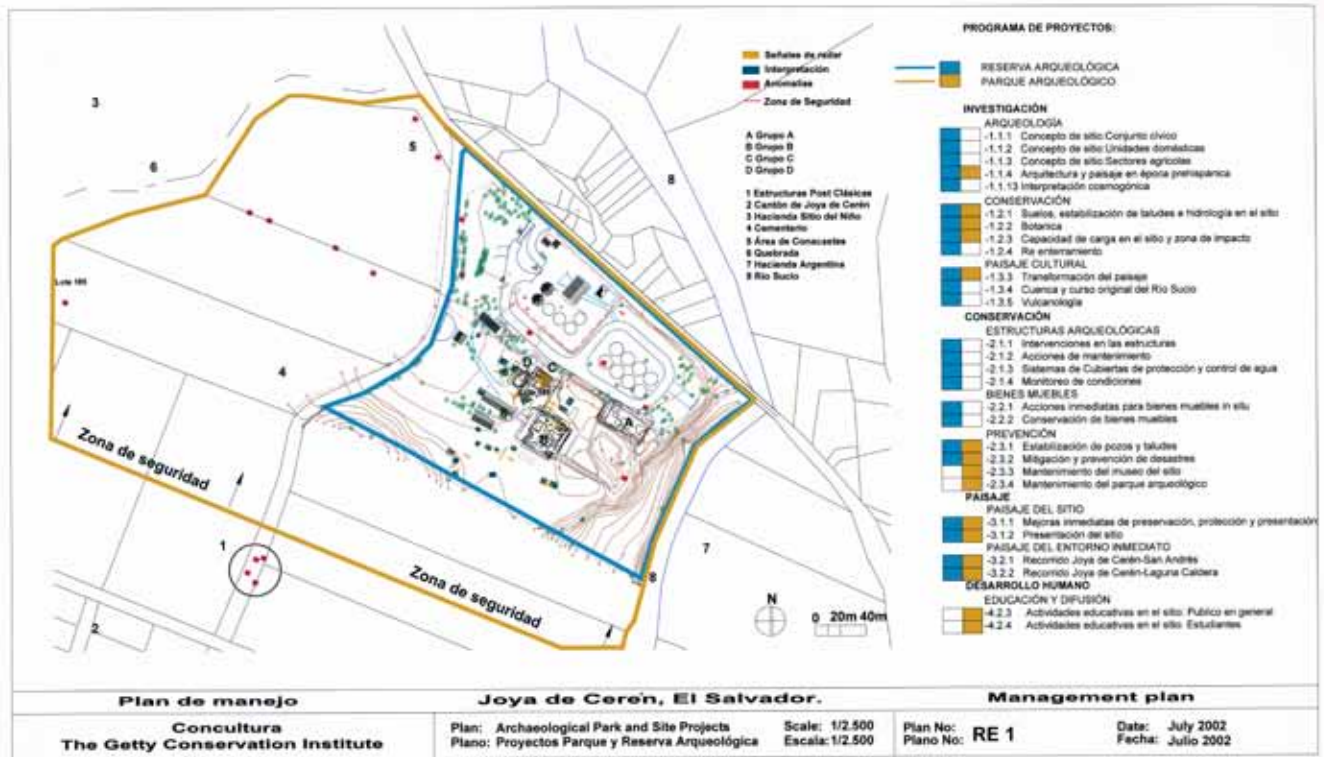 PROGRAMA DE PROYECTOS:
RESERVA ARQUEOLÓGICA
PARQUE ARQUEOLÓGICO
Señales de radar
Interpretación
Anomalías
Zona de Seguridad
A Grupo A
B Grupo B
C Grupo C
D Grupo D
1 Estructuras Post Clásicas
2 Cantón de Joya de Cerén
3 Hacienda Sitio del Niño
4 Cementerio
5 Área de Conacastes
6 Quebrada
7 Hacienda Argentina
8 Río Sucio
INVESTIGACIÓN
ARQUEOLOGÍA
-1.1.1 Concepto de sitio:Conjunto cívico
-1.1.2 Concepto de sitio:Unidades domésticas
-1.1.3 Concepto de sitio:Sectores agrícolas
-1.1.4 Arquitectura y paisaje en época prehispánica
-1.1.13 Interpretación cosmogónica
CONSERVACIÓN
-1.2.1 Suelos, estabilización de taludes e hidrología en el sitio
-1.2.2 Botanica
-1.2.3 Capacidad de carga en el sitio y zona de impacto
-1.2.4 Re enterramiento
PAISAJE CULTURAL
-1.3.3 Transformación del paisaje
-1.3.4 Cuenca y curso original del Río Sucio
-1.3.5 Vulcanología
CONSERVACIÓN
ESTRUCTURAS ARQUEOLÓGICAS
-2.1.1 Intervenciones en las estructuras
-2.1.2 Acciones de mantenimiento
-2.1.3 Sistemas de Cubiertas de protección y control de agua
-2.1.4 Monitoreo de condiciones
BIENES MUEBLES
-2.2.1 Acciones inmediatas para bienes muebles in situ
-2.2.2 Conservación de bienes muebles
PREVENCIÓN
-2.3.1 Estabilización de pozos y taludes
-2.3.2 Mitigación y prevención de desastres
-2.3.3 Mantenimiento del museo del sitio
-2.3.4 Mantenimiento del parque arqueológico
PAISAJE
PAISAJE DEL SITIO
-3.1.1 Mejoras inmediatas de preservación, protección y presentación
-3.1.2 Presentación del sitio
PAISAJE DEL ENTORNO INMEDIATO
-3.2.1 Recorrido Joya de Cerén-San Andrés
-3.2.2 Recorrido Joya de Cerén-Laguna Caldera
DESARROLLO HUMANO
EDUCACIÓN Y DIFUSIÓN
-4.2.3 Actividades educativas en el sitio: Publico en general
-4.2.4 Actividades educativas en el sitio: Estudiantes
3
6
5
8
Lote 185
4
D C
A
B
Zona de seguridad
1
Zona de seguridad
7
8
2
N
0 20m 40m
Plan de manejo
Joya de Cerén, El Salvador.
Management plan
Concultura
The Getty Conservation Institute
Plan: Archaeological Park and Site Projects
Plano: Proyectos Parque y Reserva Arqueológica
Scale: 1/2.500
Escala:1/2.500
Plan No:
Plano No: RE 1
Date: July 2002
Fecha: Julio 2002